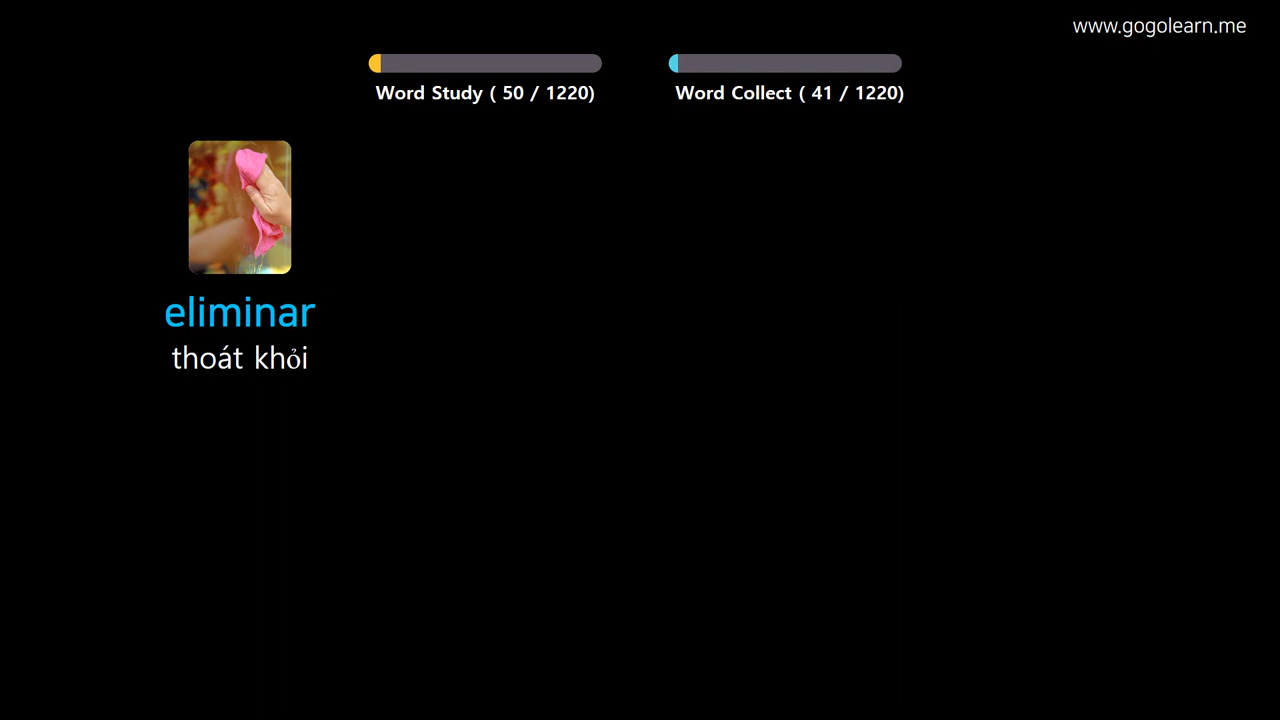 www.gogolearn.me
Word Study ( 50 / 1220)
Word Collect ( 41 / 1220)
eliminar
thoát khỏi